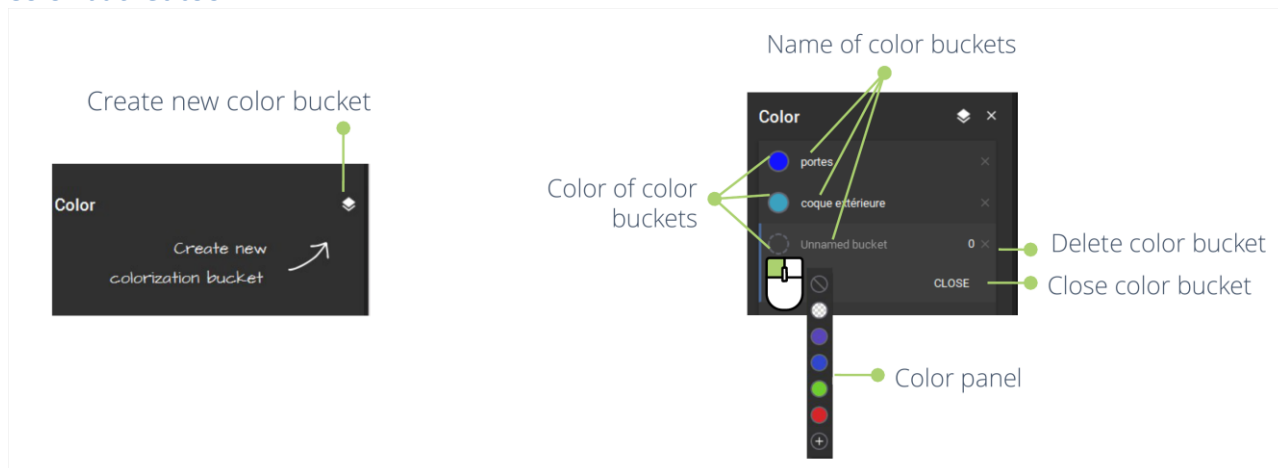 Name of color buckets
Create new color bucket
Color
Create new
colorization bucket
Color
portes
coque extérieure
Unnamed bucket 0
CLOSE
Color of color
buckets
Delete color bucket
Close color bucket
Color panel